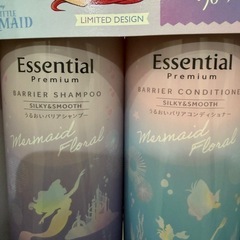 LIMITED DESIGN
Essential
Premium
BARRIER SHAMPOO
SILKY&SMOOTH
うるおいバリアシャンプー
Mermaid
Floral
Essential
Premium
BARRIER CONDITIONE
SILKY&SMOOTH
うるおいバリアコンディショナー
Mermaid
Floral